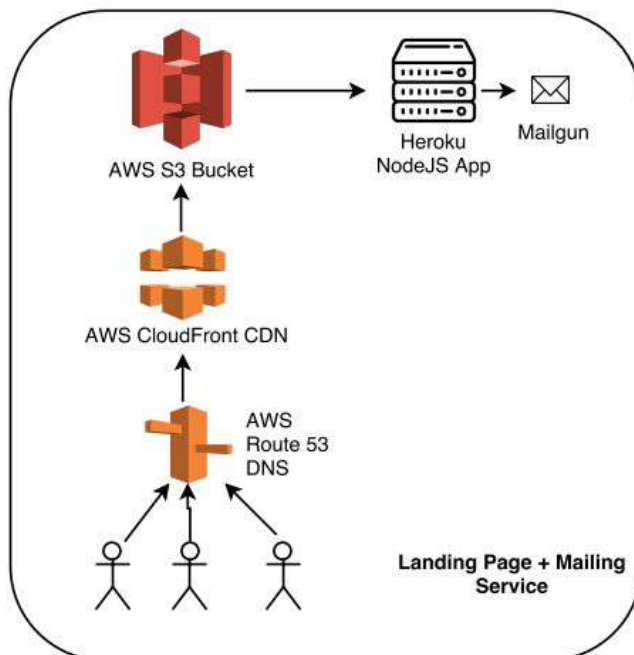 AWS S3 Bucket
Heroku
NodeJS App
Mailgun
AWS CloudFront CDN
AWS
Route 53
DNS
Landing Page + Mailing
Service